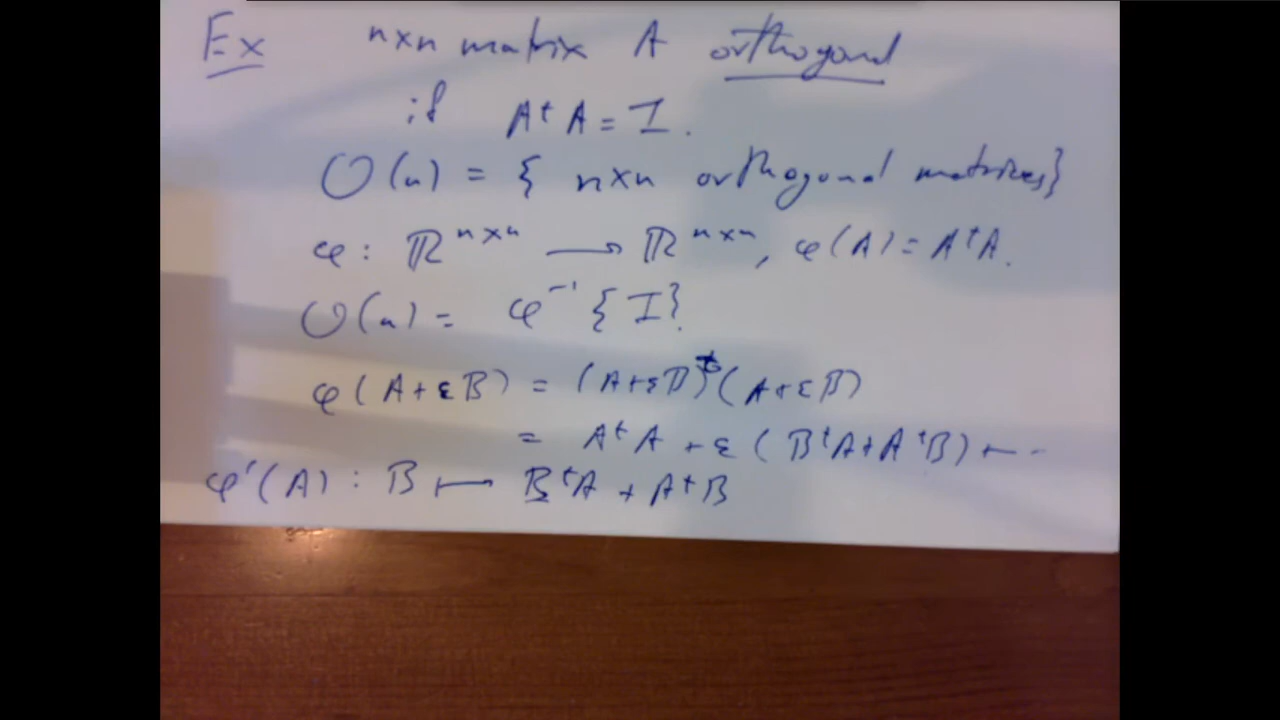 Ex n×n matrix A orthogonal
if AᵗA = I.
O(n) = { n×n orthogonal matrices}
φ : ℝⁿˣⁿ → ℝⁿˣⁿ, φ(A) = AᵗA.
O(n) = φ⁻¹{I}.
φ(A+εB) = (A+εB)ᵗ(A+εB)
= AᵗA + ε(BᵗA+AᵗB) + ⋯
φ'(A) : B ↦ BᵗA + AᵗB